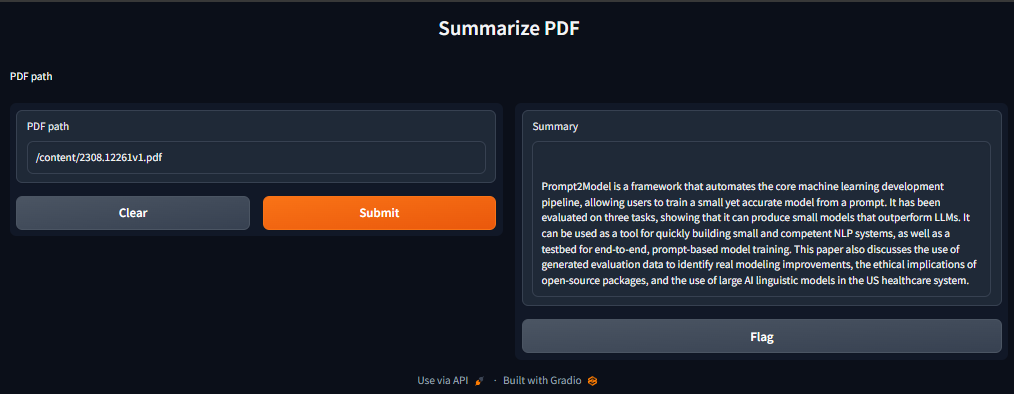 Summarize PDF
PDF path
PDF path
/content/2308.12261v1.pdf
Clear
Submit
Summary
Prompt2Model is a framework that automates the core machine learning development
pipeline, allowing users to train a small yet accurate model from a prompt. It has been
evaluated on three tasks, showing that it can produce small models that outperform LLMs. It
can be used as a tool for quickly building small and competent NLP systems, as well as a
testbed for end-to-end, prompt-based model training. This paper also discusses the use of
generated evaluation data to identify real modeling improvements, the ethical implications of
open-source packages, and the use of large AI linguistic models in the US healthcare system.
Flag
Use via API · Built with Gradio